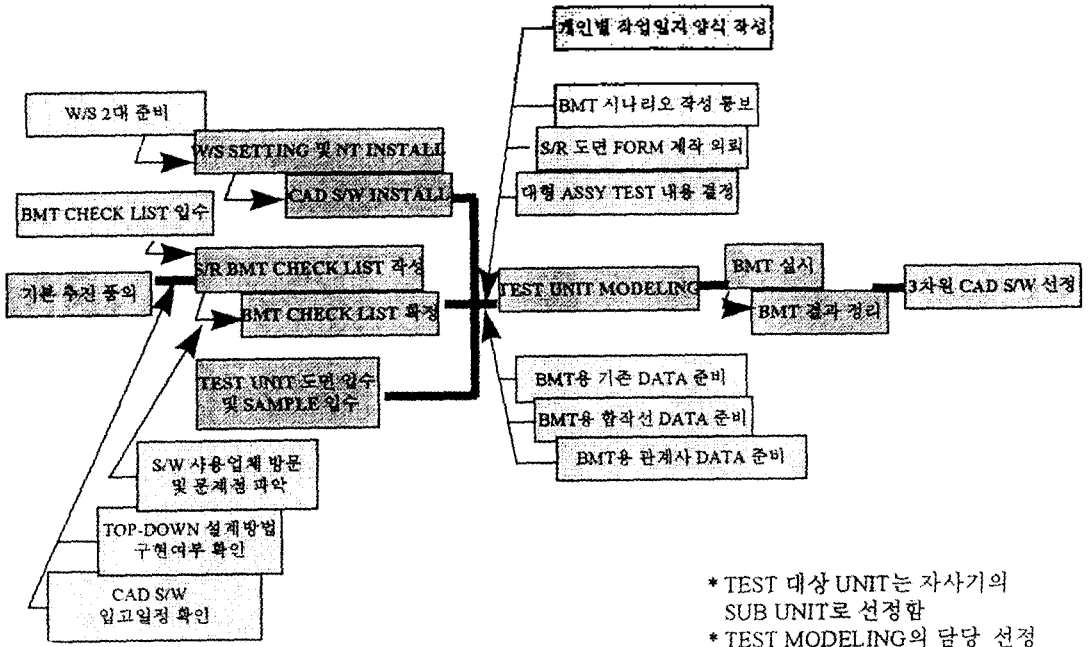 개인별 작업일지 양식 작성
W/S 2대 준비
BMT 시나리오 작성 통보
W/S SETTING 및 NT INSTALL
S/R 도면 FORM 제작 의뢰
CAD S/W INSTALL
대형 ASSY TEST 내용 결정
BMT CHECK LIST 입수
S/R BMT CHECK LIST 작성
BMT 실시
기본 추진 품의
TEST UNIT MODELING
3차원 CAD S/W 선정
BMT CHECK LIST 확정
BMT 결과 정리
TEST UNIT 도면 입수
및 SAMPLE 입수
BMT용 기존 DATA 준비
BMT용 합작선 DATA 준비
BMT용 관계사 DATA 준비
S/W 사용업체 방문
및 문제점 파악
TOP-DOWN 설계방법
구현여부 확인
CAD S/W
입고일정 확인
* TEST 대상 UNIT는 자사기의
SUB UNIT로 선정함
* TEST MODELING의 담당 선정